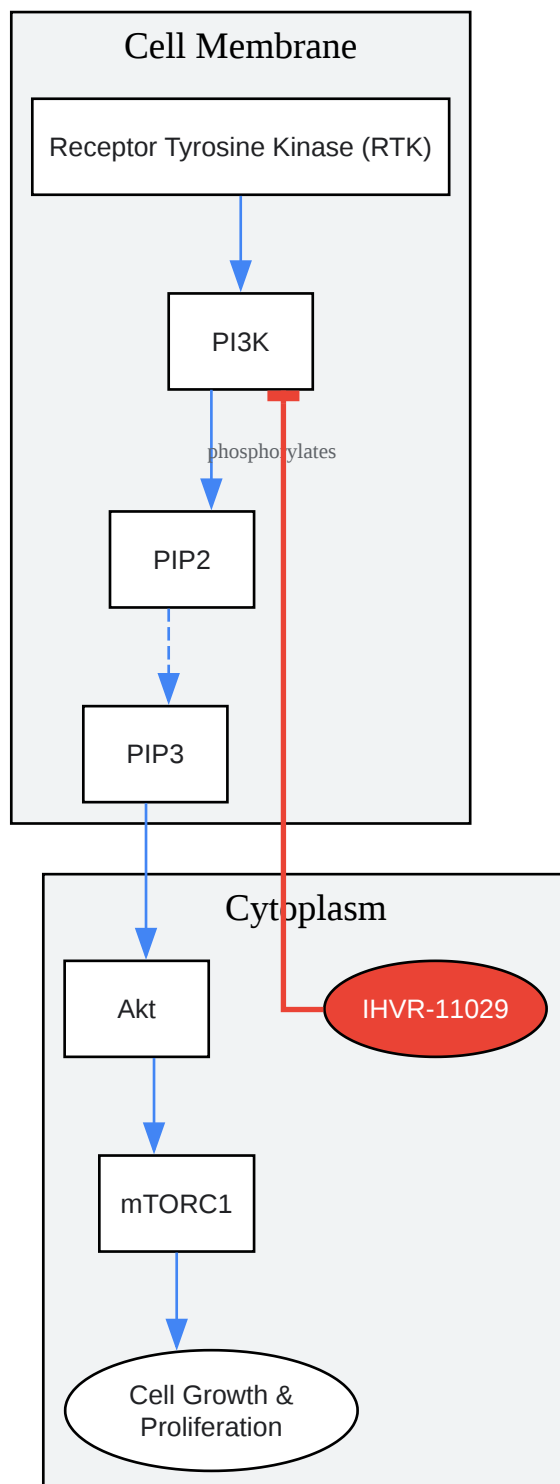 Cell Membrane
Receptor Tyrosine Kinase (RTK)
PI3K
phosphorylates
PIP2
PIP3
Cytoplasm
Akt
IHVR-11029
mTORC1
Cell Growth &
Proliferation